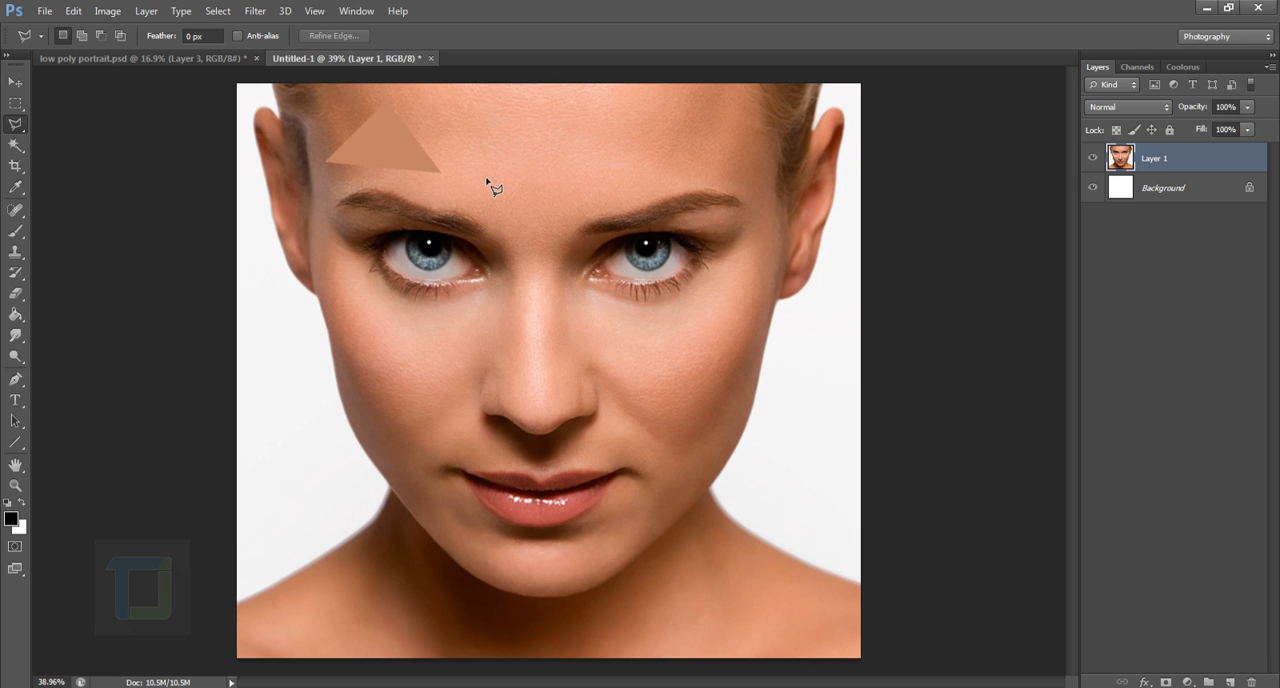 Ps File Edit Image Layer Type Select Filter 3D View Window Help
Feather: 0 px Anti-alias Refine Edge... Photography
low poly portrait.psd @ 16.9% (Layer 3, RGB/8#) * × Untitled-1 @ 39% (Layer 1, RGB/8) * ×
Layers Channels Coolorus
Kind
Normal Opacity: 100%
Lock: Fill: 100%
Layer 1
Background
38.96% Doc: 10.5M/10.5M